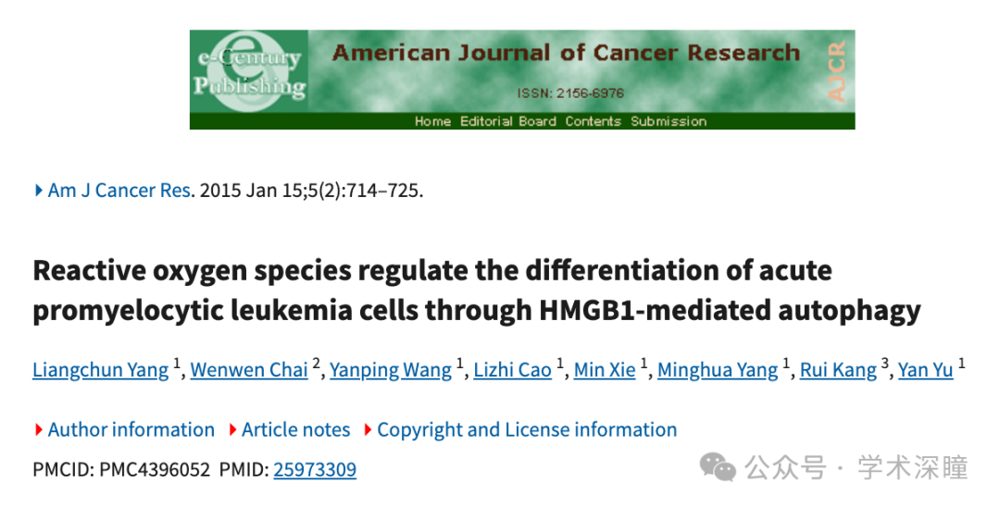 e-Century
Publishing
American Journal of Cancer Research
ISSN: 2156-6976
AJCR
Home Editorial Board Contents Submission
Am J Cancer Res. 2015 Jan 15;5(2):714–725.
Reactive oxygen species regulate the differentiation of acute
promyelocytic leukemia cells through HMGB1-mediated autophagy
Liangchun Yang 1, Wenwen Chai 2, Yanping Wang 1, Lizhi Cao 1, Min Xie 1, Minghua Yang 1, Rui Kang 3, Yan Yu 1
Author information Article notes Copyright and License information
PMCID: PMC4396052 PMID: 25973309
公众号 · 学术深瞳